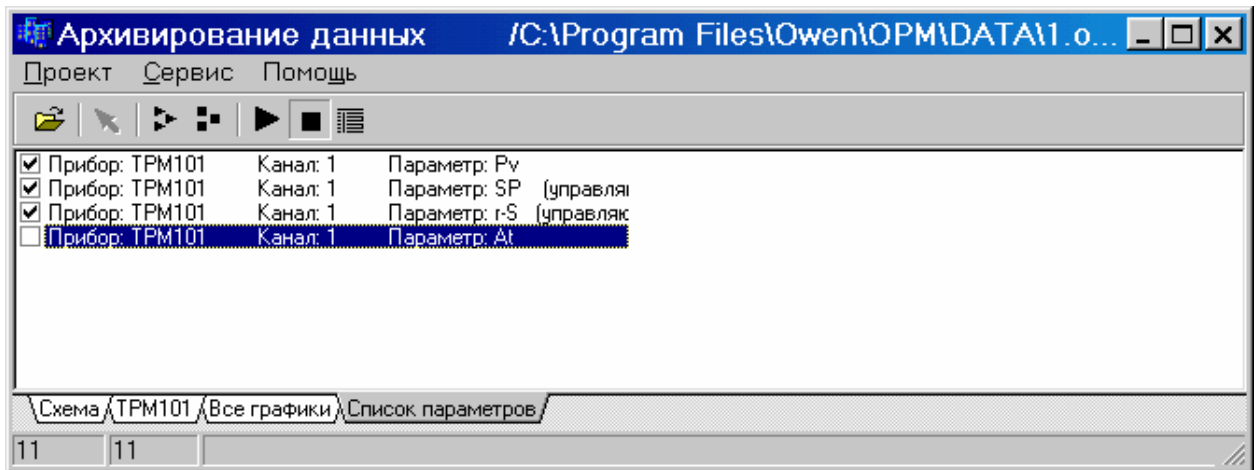 Архивирование данных /C:\Program Files\Owen\OPM\DATA\1.o...
Проект Сервис Помощь
Прибор: ТРМ101 Канал: 1 Параметр: Pv
Прибор: ТРМ101 Канал: 1 Параметр: SP (управля
Прибор: ТРМ101 Канал: 1 Параметр: r-S (управляю
Прибор: ТРМ101 Канал: 1 Параметр: At
Схема ТРМ101 Все графики Список параметров
11 11